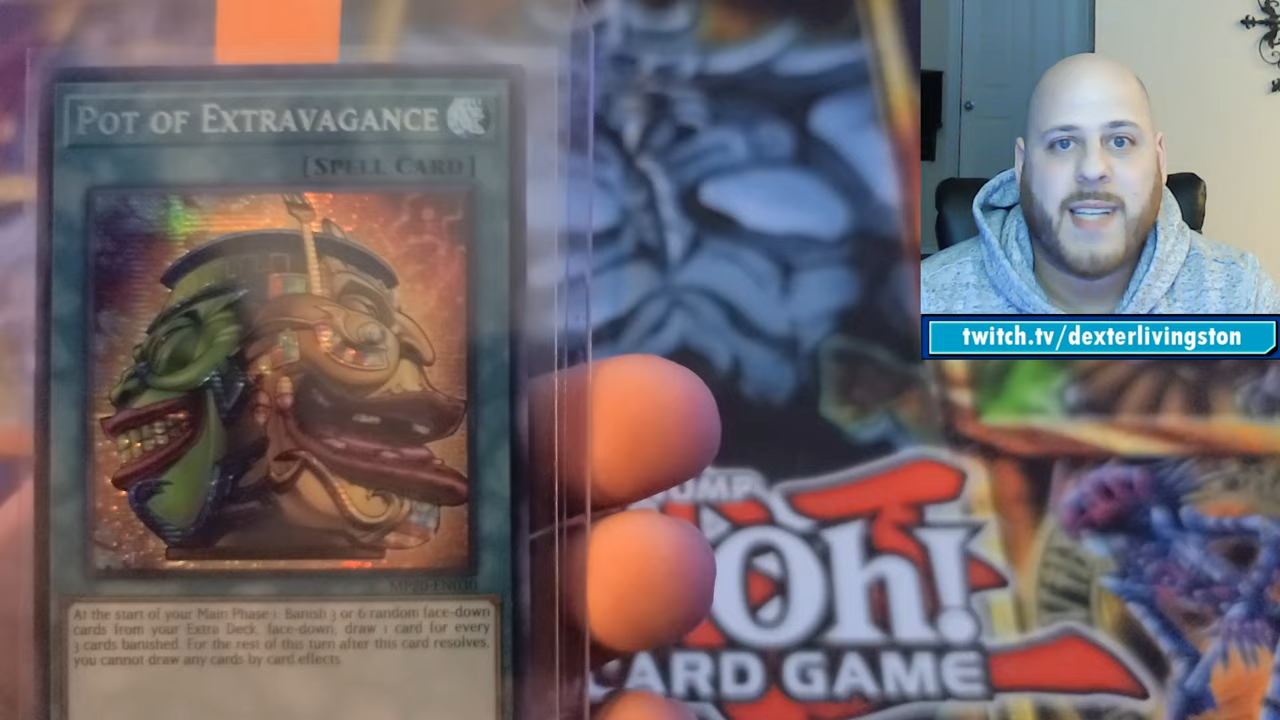 POT OF EXTRAVAGANCE
[SPELL CARD]
MP20-EN030
At the start of your Main Phase 1: Banish 3 or 6 random face-down
cards from your Extra Deck, face-down; draw 1 card for every
3 cards banished. For the rest of this turn after this card resolves,
you cannot draw any cards by card effects.
twitch.tv/dexterlivingston
JUMP
Oh!
CARD GAME